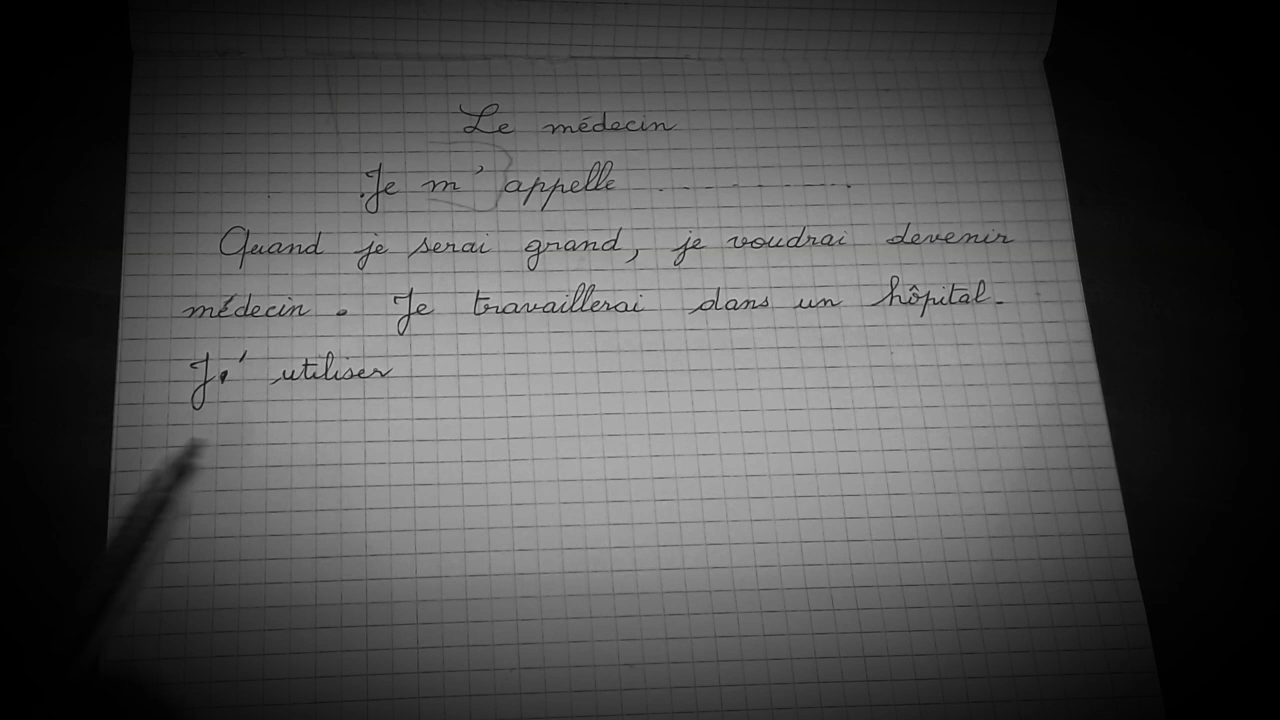 Le médecin
Je m'appelle .............
Quand je serai grand, je voudrai devenir
médecin. Je travaillerai dans un hôpital.
J' utiliser